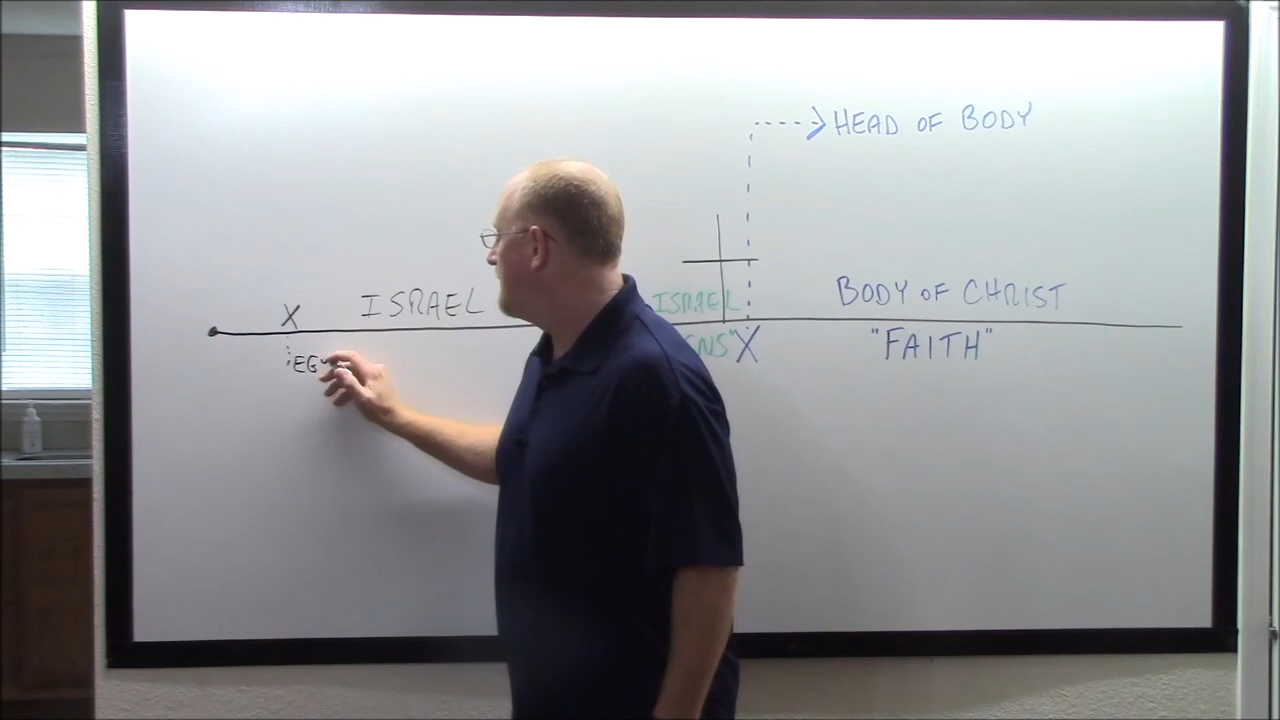 HEAD OF BODY
X ISRAEL ISRAEL BODY OF CHRIST
X "FAITH"